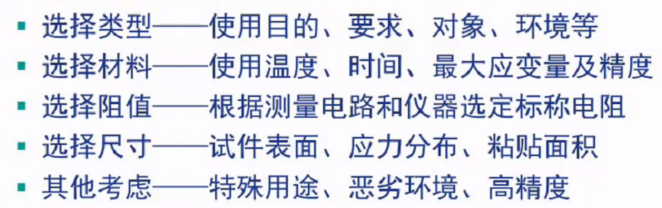 ▪ 选择类型——使用目的、要求、对象、环境等
▪ 选择材料——使用温度、时间、最大应变量及精度
▪ 选择阻值——根据测量电路和仪器选定标称电阻
▪ 选择尺寸——试件表面、应力分布、粘贴面积
▪ 其他考虑——特殊用途、恶劣环境、高精度